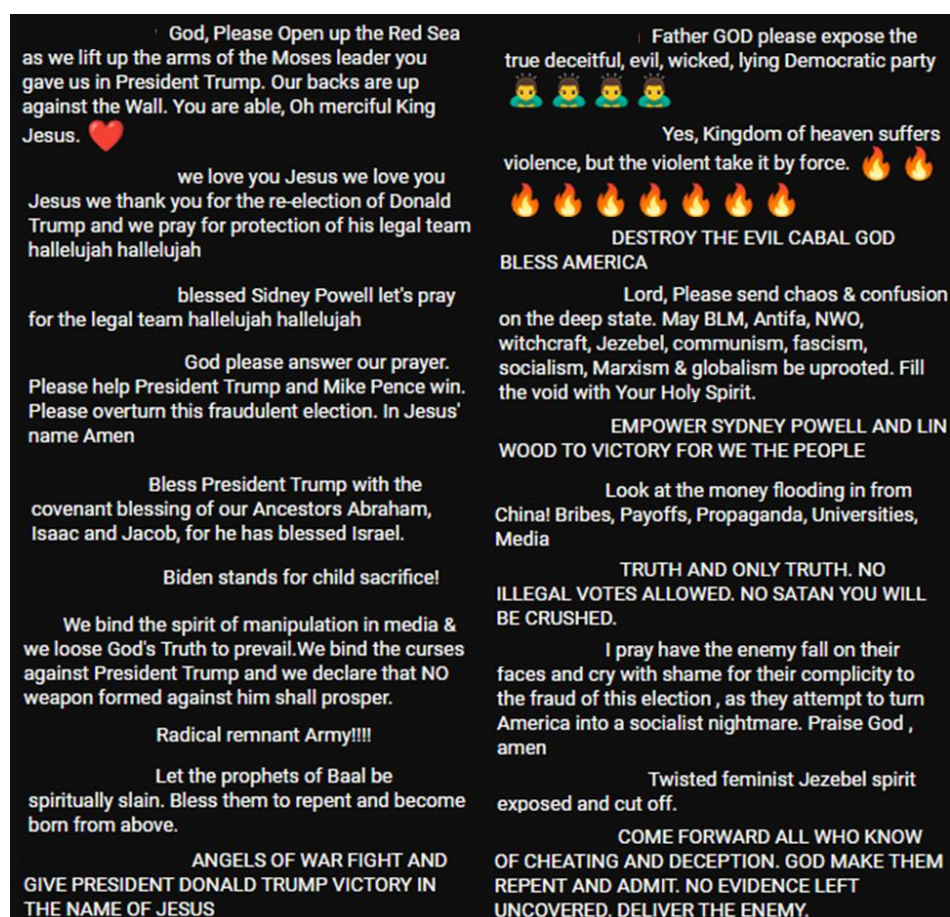 God, Please Open up the Red Sea
as we lift up the arms of the Moses leader you
gave us in President Trump. Our backs are up
against the Wall. You are able, Oh merciful King
Jesus. ❤️
we love you Jesus we love you
Jesus we thank you for the re-election of Donald
Trump and we pray for protection of his legal team
hallelujah hallelujah
blessed Sidney Powell let's pray
for the legal team hallelujah hallelujah
God please answer our prayer.
Please help President Trump and Mike Pence win.
Please overturn this fraudulent election. In Jesus'
name Amen
Bless President Trump with the
covenant blessing of our Ancestors Abraham,
Isaac and Jacob, for he has blessed Israel.
Biden stands for child sacrifice!
We bind the spirit of manipulation in media &
we loose God's Truth to prevail.We bind the curses
against President Trump and we declare that NO
weapon formed against him shall prosper.
Radical remnant Army!!!!
Let the prophets of Baal be
spiritually slain. Bless them to repent and become
born from above.
ANGELS OF WAR FIGHT AND
GIVE PRESIDENT DONALD TRUMP VICTORY IN
THE NAME OF JESUS
Father GOD please expose the
true deceitful, evil, wicked, lying Democratic party
🙇🙇🙇🙇
Yes, Kingdom of heaven suffers
violence, but the violent take it by force. 🔥🔥
🔥🔥🔥🔥🔥🔥🔥
DESTROY THE EVIL CABAL GOD
BLESS AMERICA
Lord, Please send chaos & confusion
on the deep state. May BLM, Antifa, NWO,
witchcraft, Jezebel, communism, fascism,
socialism, Marxism & globalism be uprooted. Fill
the void with Your Holy Spirit.
EMPOWER SYDNEY POWELL AND LIN
WOOD TO VICTORY FOR WE THE PEOPLE
Look at the money flooding in from
China! Bribes, Payoffs, Propaganda, Universities,
Media
TRUTH AND ONLY TRUTH. NO
ILLEGAL VOTES ALLOWED. NO SATAN YOU WILL
BE CRUSHED.
I pray have the enemy fall on their
faces and cry with shame for their complicity to
the fraud of this election , as they attempt to turn
America into a socialist nightmare. Praise God ,
amen
Twisted feminist Jezebel spirit
exposed and cut off.
COME FORWARD ALL WHO KNOW
OF CHEATING AND DECEPTION. GOD MAKE THEM
REPENT AND ADMIT. NO EVIDENCE LEFT
UNCOVERED. DELIVER THE ENEMY.